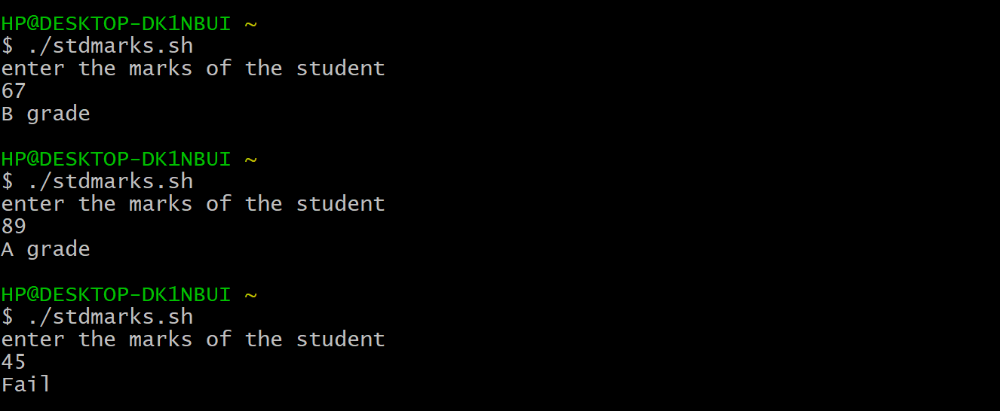 HP@DESKTOP-DK1NBUI ~
$ ./stdmarks.sh
enter the marks of the student
67
B grade
HP@DESKTOP-DK1NBUI ~
$ ./stdmarks.sh
enter the marks of the student
89
A grade
HP@DESKTOP-DK1NBUI ~
$ ./stdmarks.sh
enter the marks of the student
45
Fail